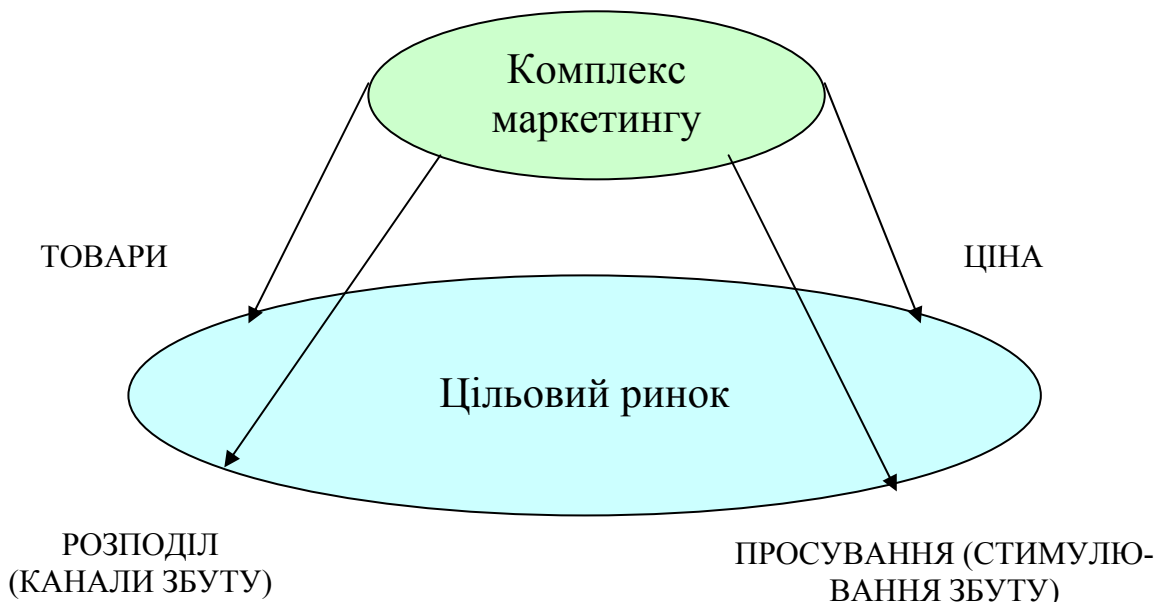 Комплекс
маркетингу
ТОВАРИ
ЦІНА
Цільовий ринок
РОЗПОДІЛ
(КАНАЛИ ЗБУТУ)
ПРОСУВАННЯ (СТИМУЛЮ-
ВАННЯ ЗБУТУ)